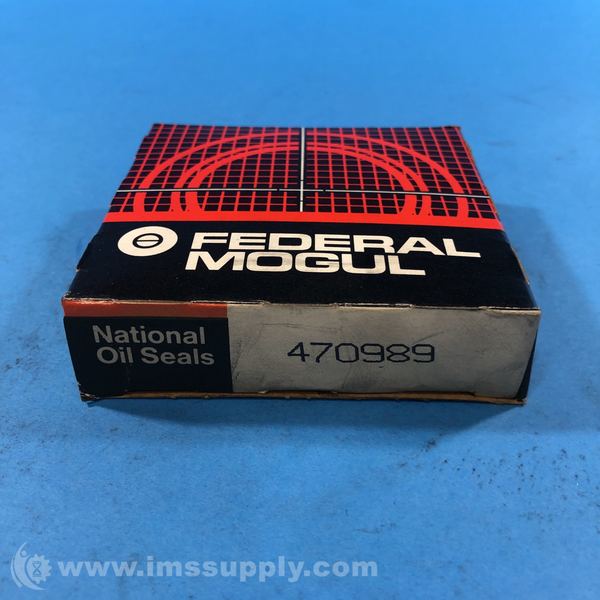 FEDERAL
MOGUL
National
Oil Seals
470989
www.imssupply.com